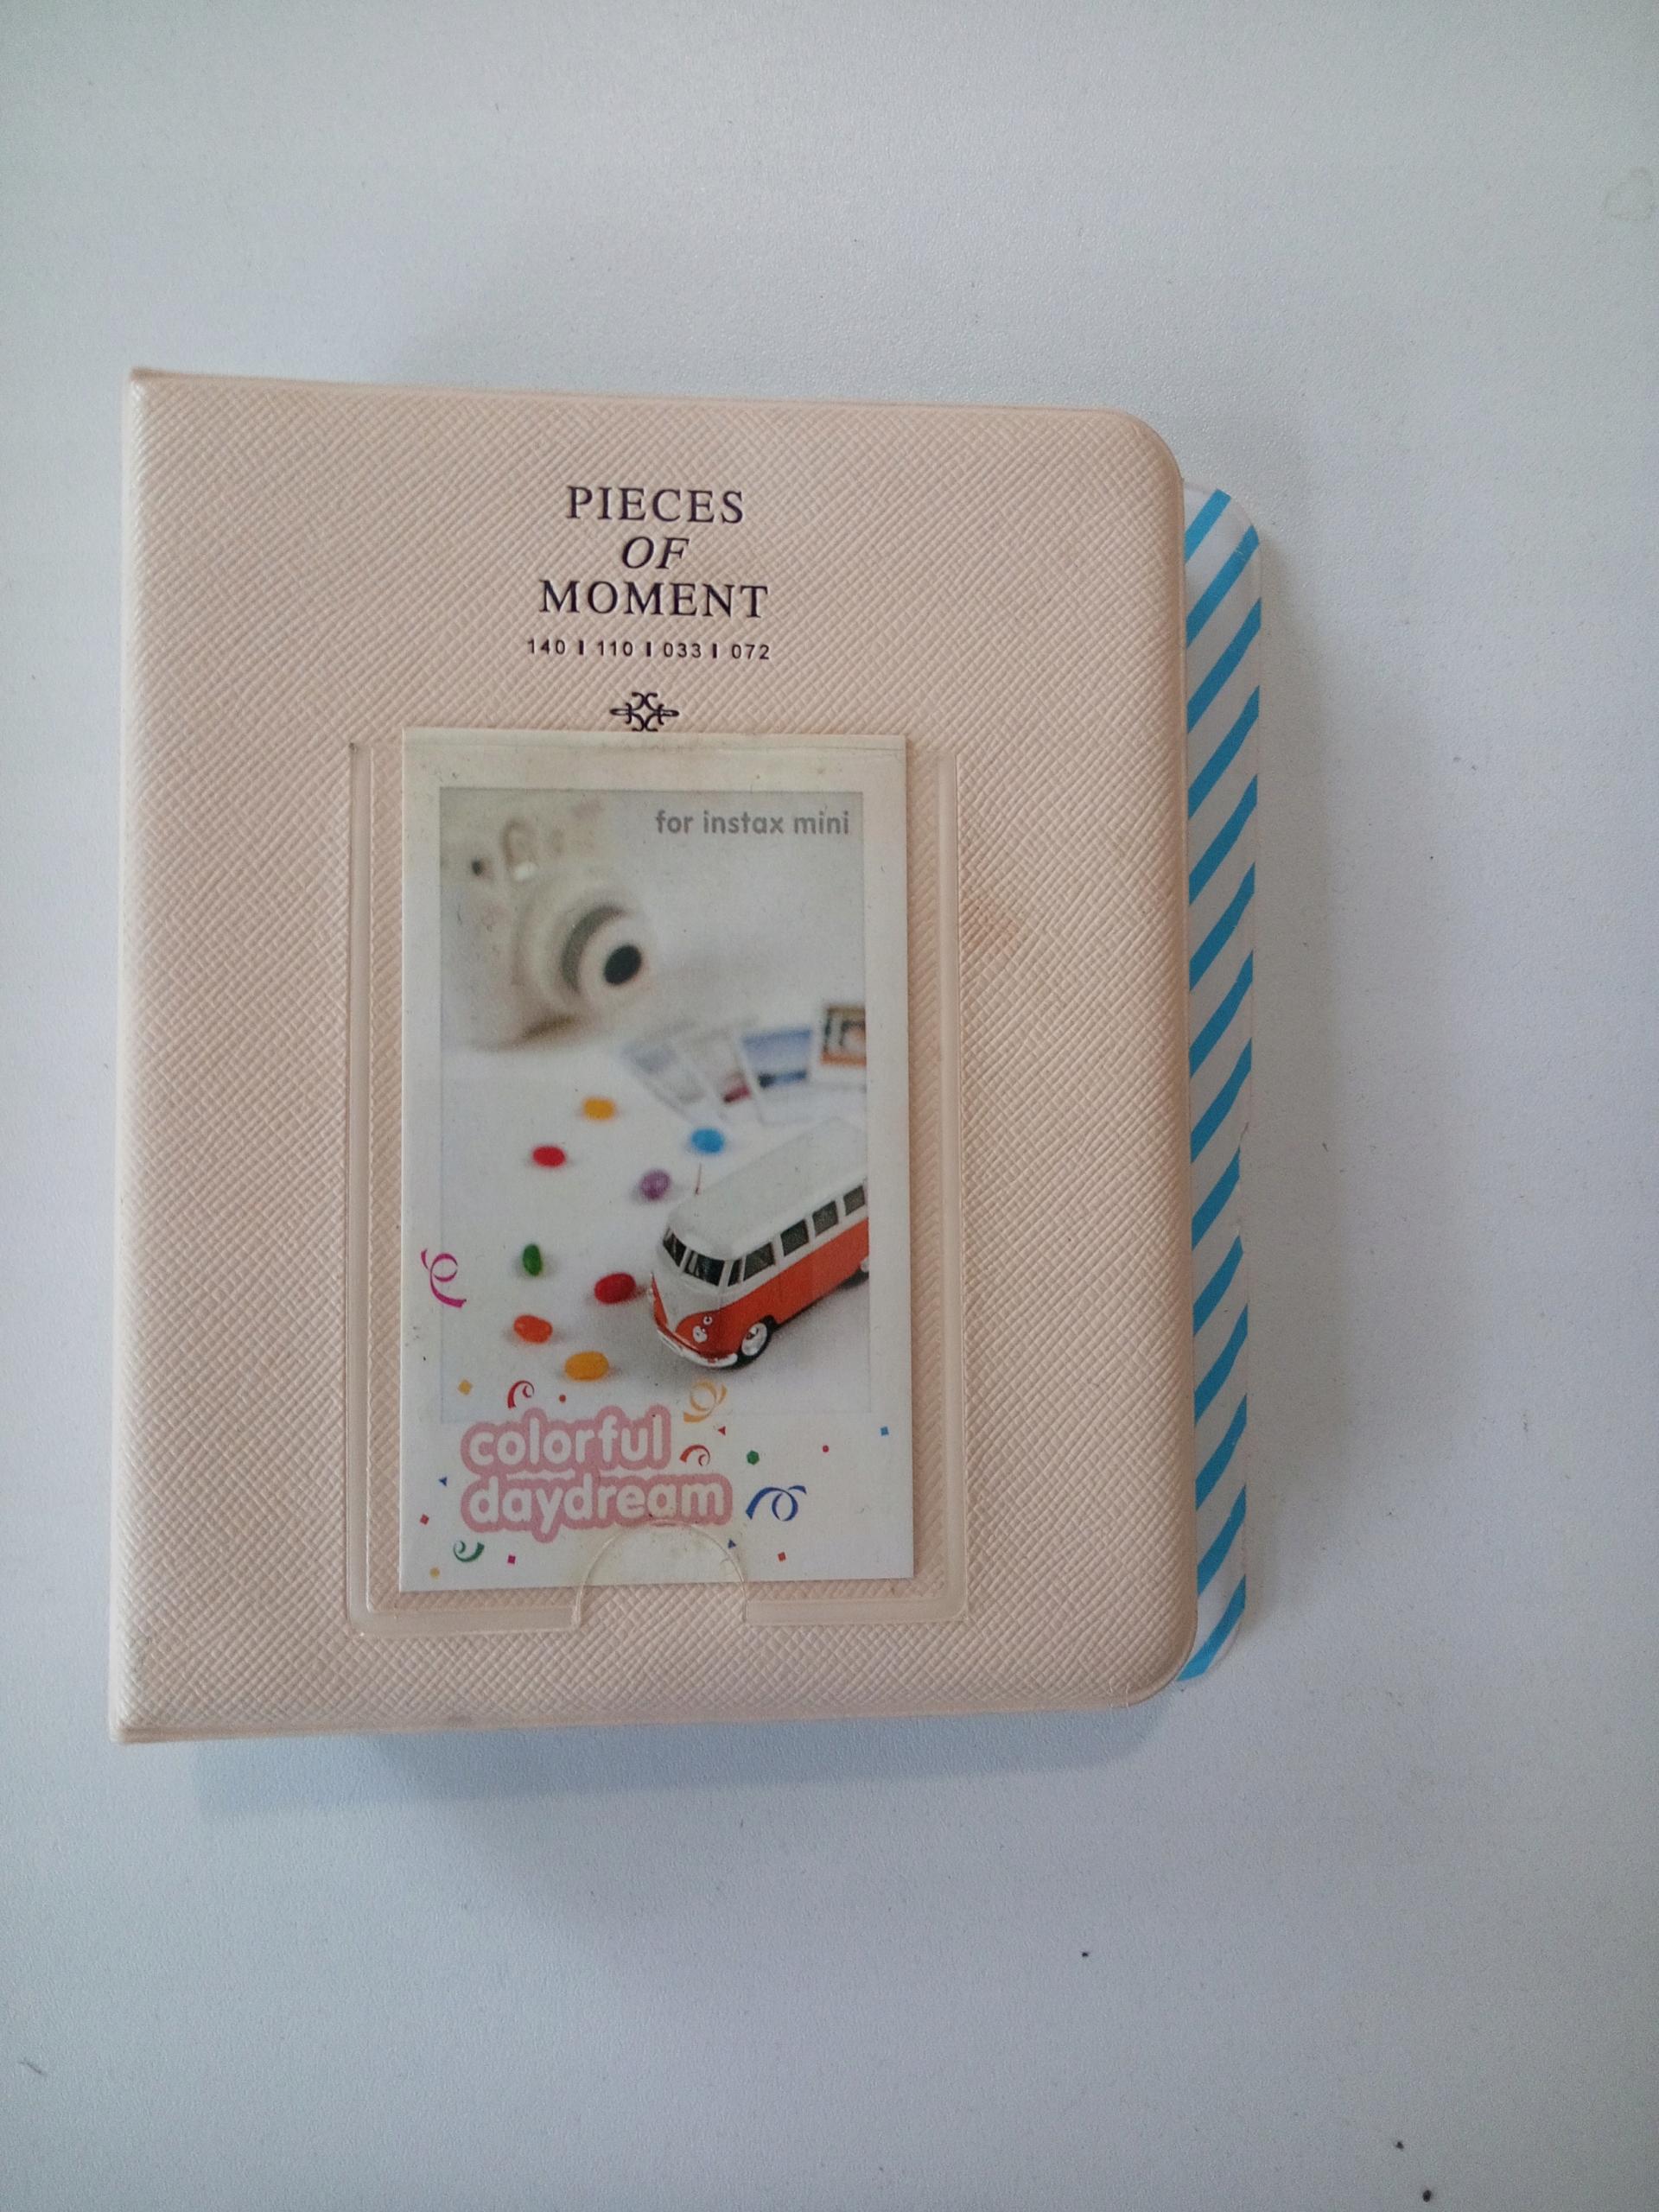 PIECES
OF
MOMENT
140 I 110 I 033 I 072
for instax mini
colorful
daydream